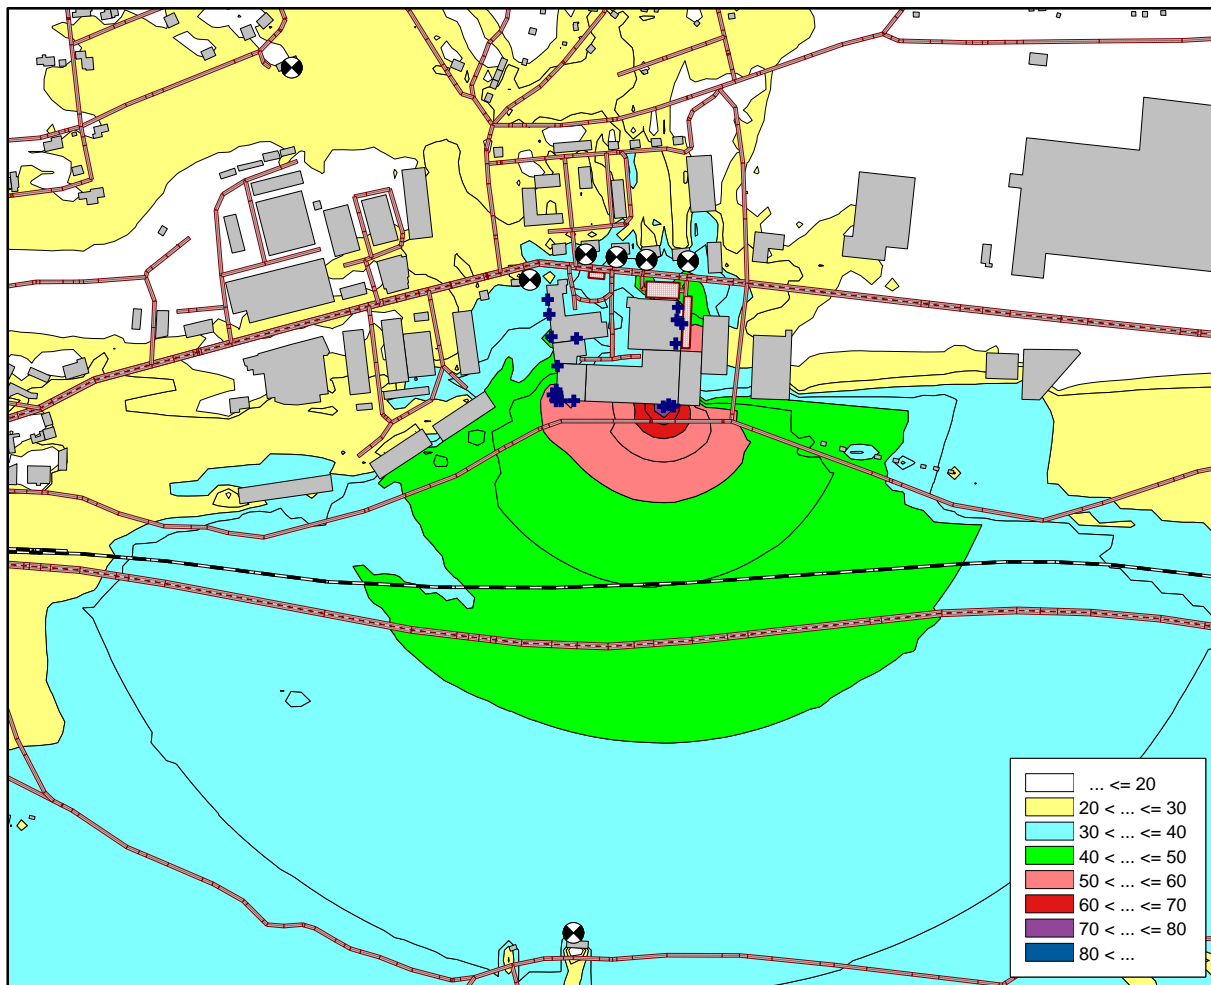 ... <= 20
20 < ... <= 30
30 < ... <= 40
40 < ... <= 50
50 < ... <= 60
60 < ... <= 70
70 < ... <= 80
80 < ...